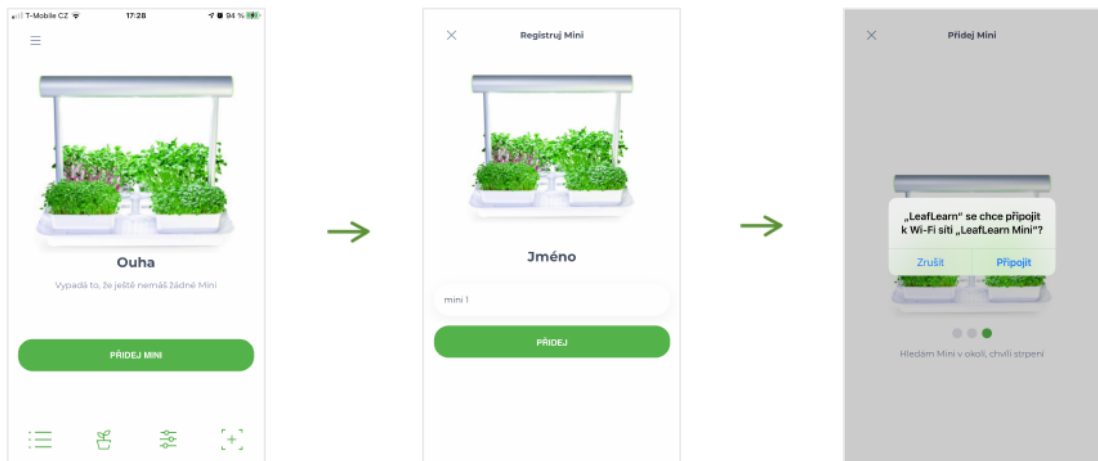 T-Mobile CZ 17:28 94 %
Ouha
Vypadá to, že ještě nemáš žádné Mini
PŘIDEJ MINI
Registruj Mini
Jméno
mini 1
PŘIDEJ
Přidej Mini
„LeafLearn“ se chce připojit
k Wi-Fi síti „LeafLearn Mini“?
Zrušit Připojit
Hledám Mini v okolí, chvíli strpení